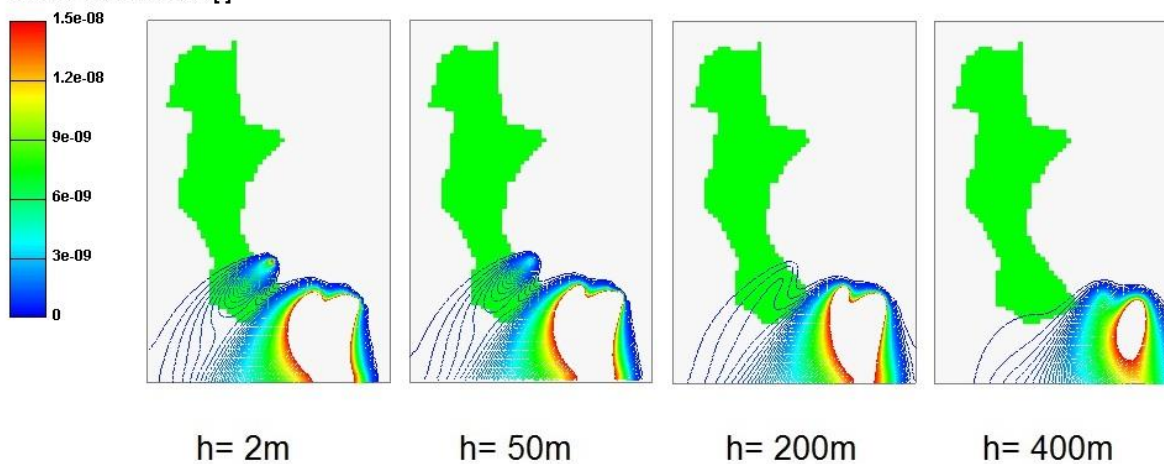 1.5e-08
1.2e-08
9e-09
6e-09
3e-09
0
h= 2m
h= 50m
h= 200m
h= 400m